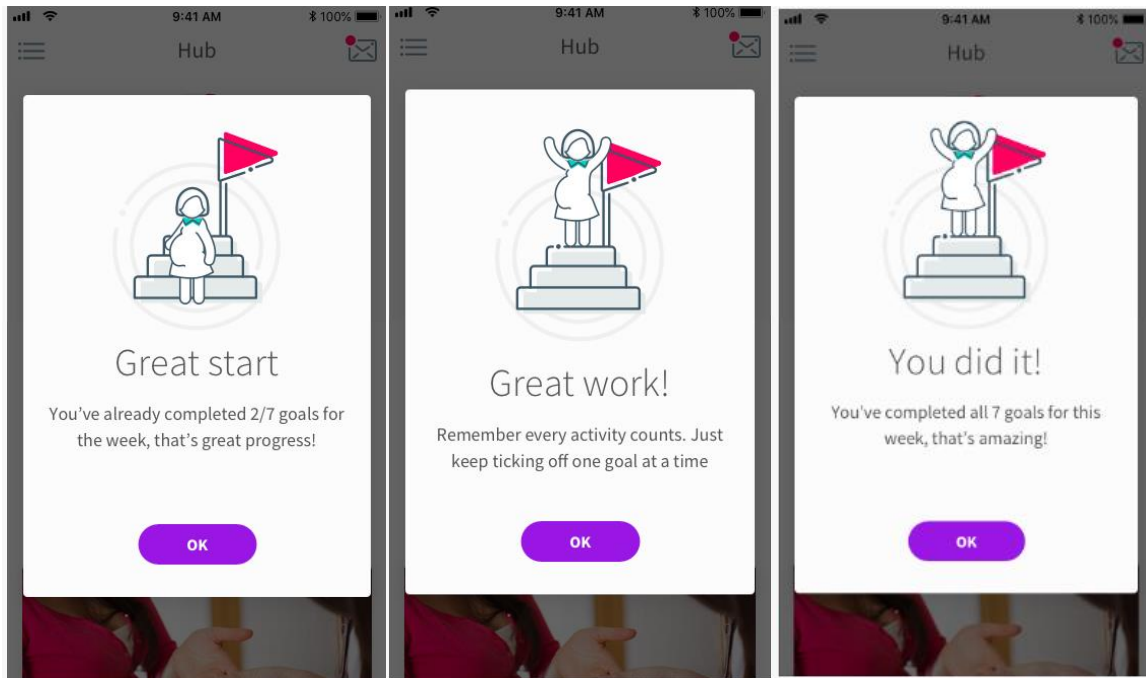 9:41 AM
100%
Hub
Great start
You've already completed 2/7 goals for
the week, that's great progress!
OK
9:41 AM
100%
Hub
Great work!
Remember every activity counts. Just
keep ticking off one goal at a time
OK
9:41 AM
100%
Hub
You did it!
You've completed all 7 goals for this
week, that's amazing!
OK